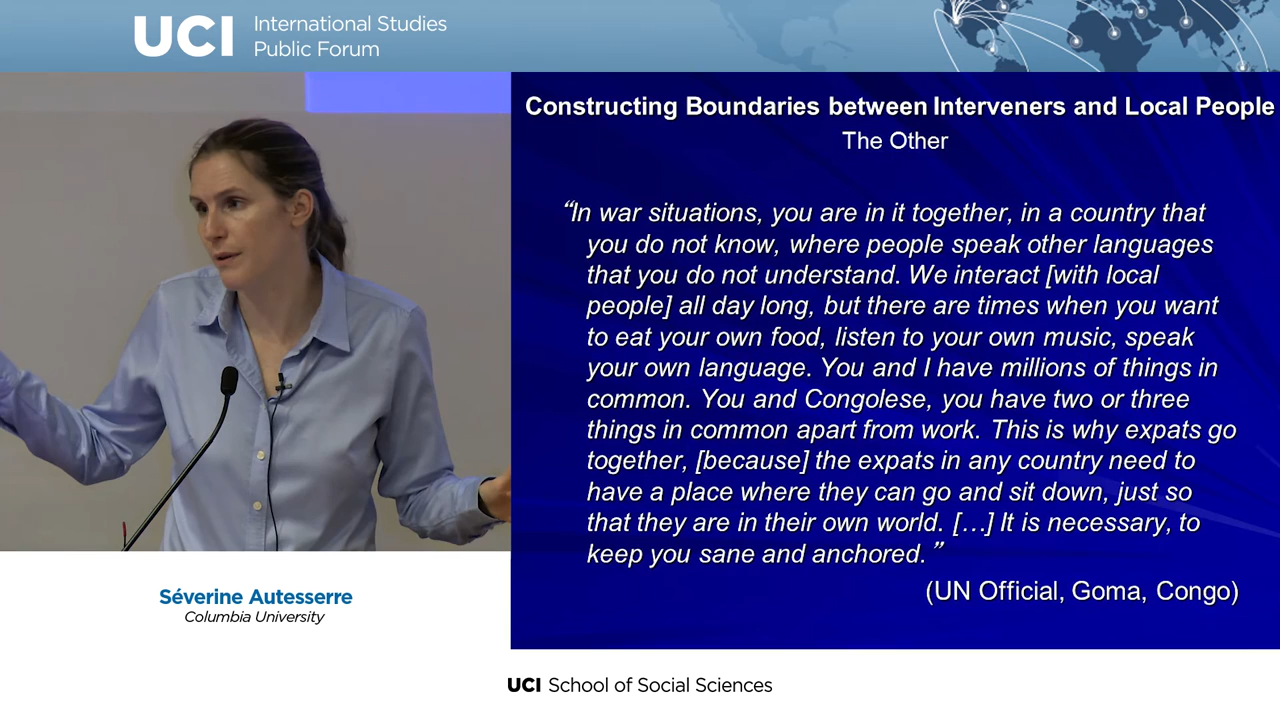 UCI
International Studies
Public Forum
Constructing Boundaries between Interveners and Local People
The Other
“In war situations, you are in it together, in a country that
you do not know, where people speak other languages
that you do not understand. We interact [with local
people] all day long, but there are times when you want
to eat your own food, listen to your own music, speak
your own language. You and I have millions of things in
common. You and Congolese, you have two or three
things in common apart from work. This is why expats go
together, [because] the expats in any country need to
have a place where they can go and sit down, just so
that they are in their own world. […] It is necessary, to
keep you sane and anchored.”
(UN Official, Goma, Congo)
Séverine Autesserre
Columbia University
UCI School of Social Sciences